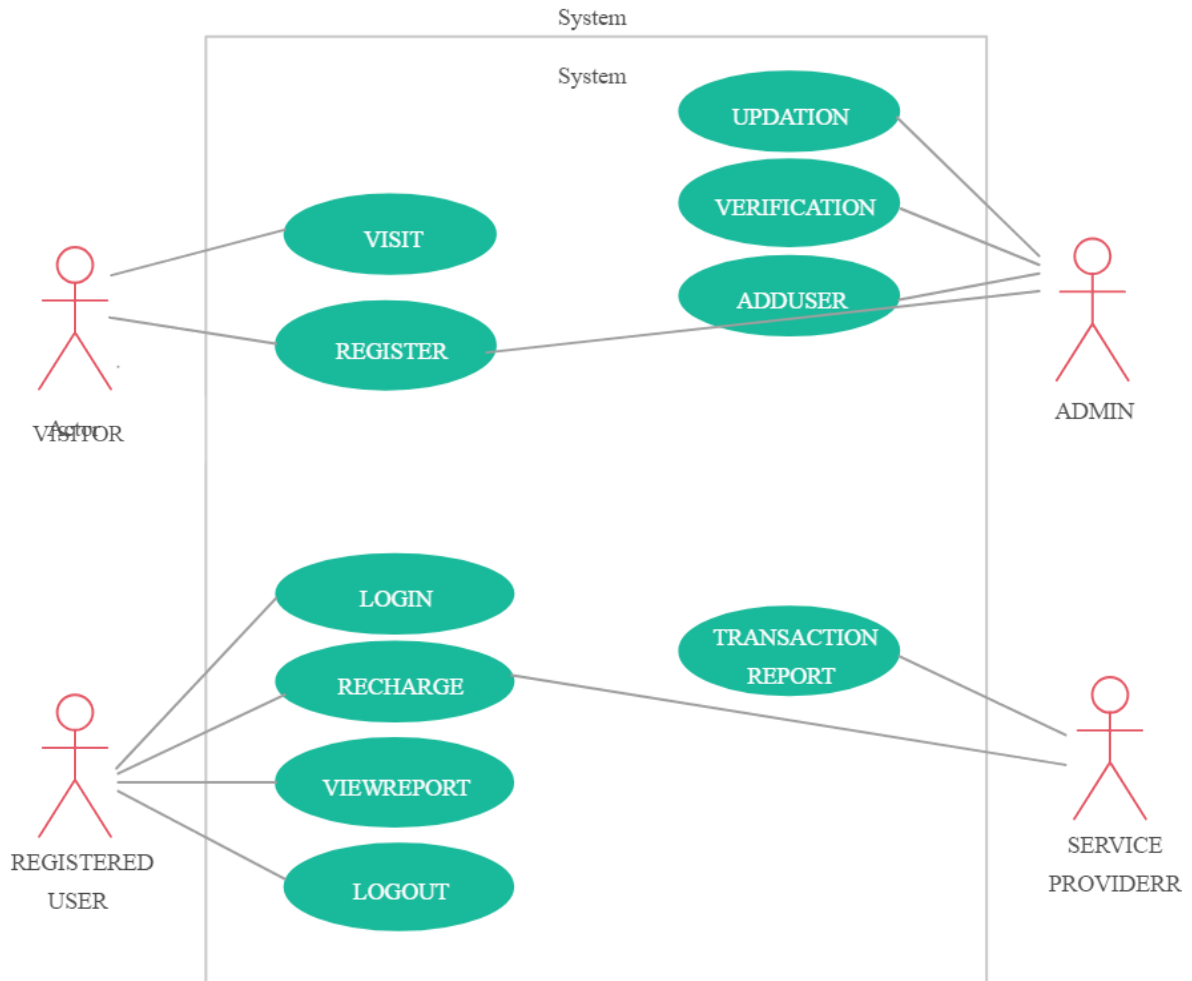 System
System
UPDATION
VERIFICATION
VISIT
ADDUSER
REGISTER
ADMIN
Actor
VISITOR
LOGIN
TRANSACTION
REPORT
RECHARGE
VIEWREPORT
SERVICE
PROVIDERR
REGISTERED
USER
LOGOUT